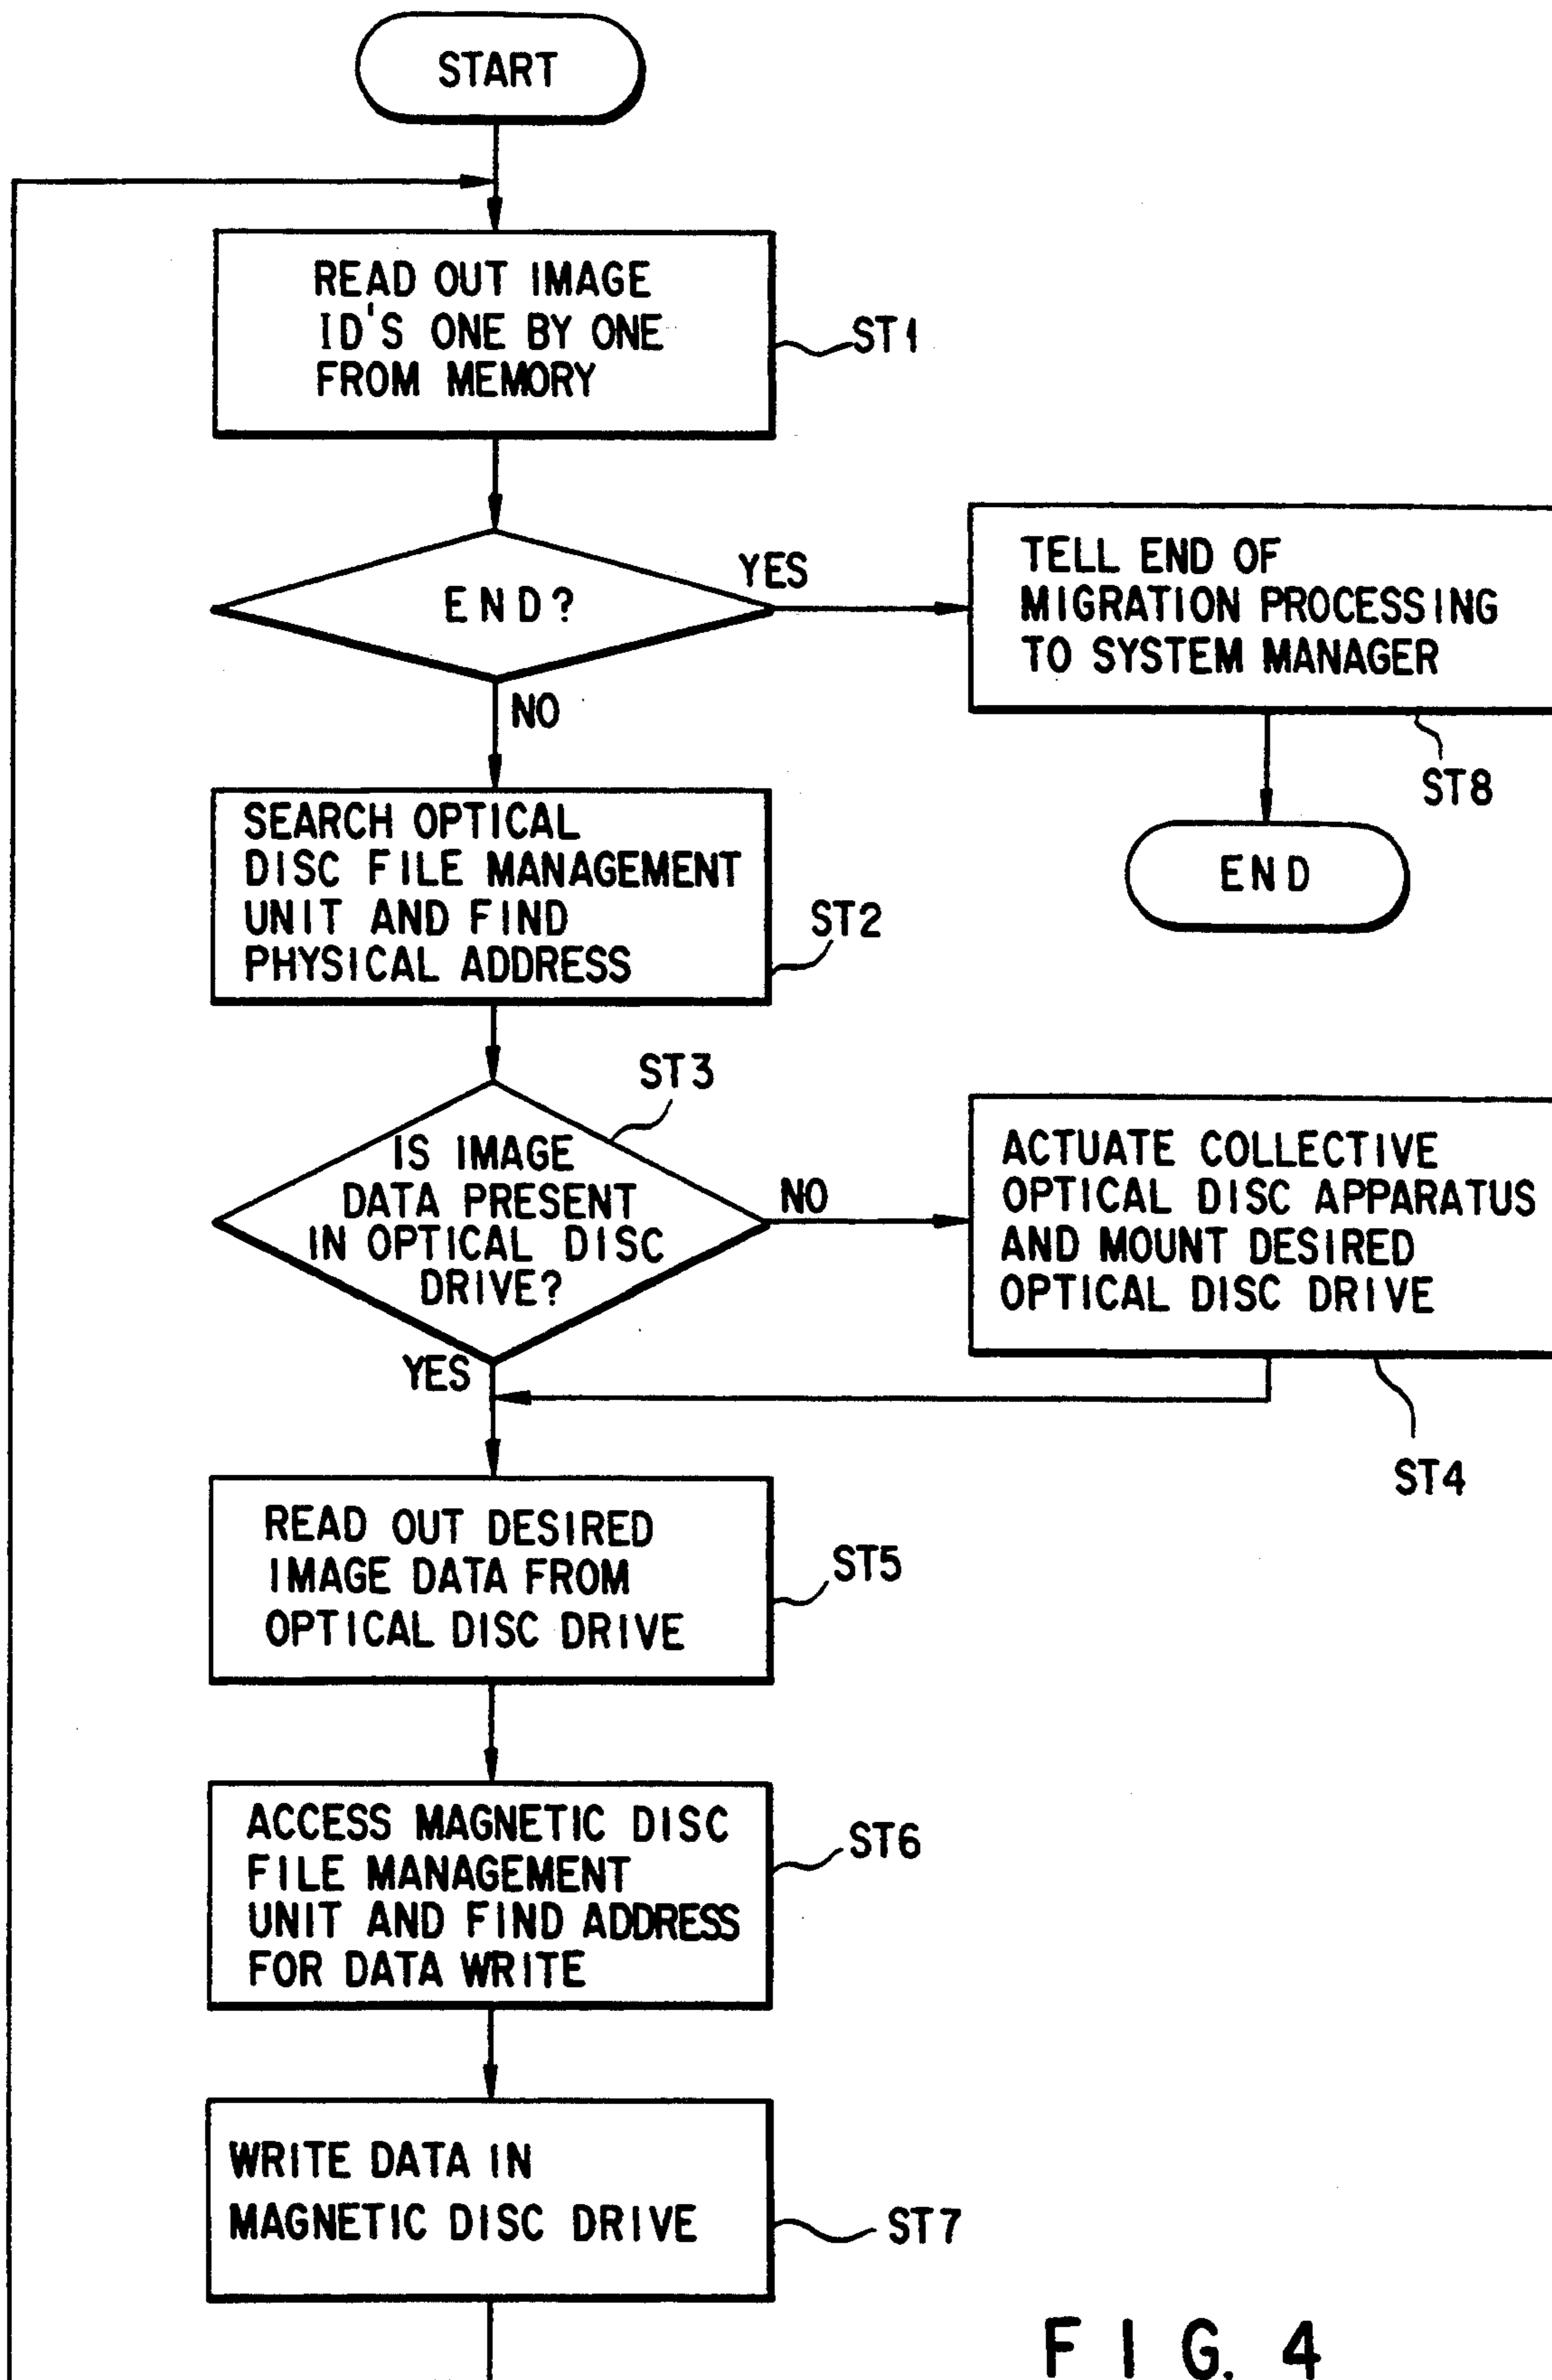 START
READ OUT IMAGE
ID'S ONE BY ONE
FROM MEMORY
ST1
END?
YES
NO
TELL END OF
MIGRATION PROCESSING
TO SYSTEM MANAGER
ST8
END
SEARCH OPTICAL
DISC FILE MANAGEMENT
UNIT AND FIND
PHYSICAL ADDRESS
ST2
ST3
IS IMAGE
DATA PRESENT
IN OPTICAL DISC
DRIVE?
NO
YES
ACTUATE COLLECTIVE
OPTICAL DISC APPARATUS
AND MOUNT DESIRED
OPTICAL DISC DRIVE
ST4
READ OUT DESIRED
IMAGE DATA FROM
OPTICAL DISC DRIVE
ST5
ACCESS MAGNETIC DISC
FILE MANAGEMENT
UNIT AND FIND ADDRESS
FOR DATA WRITE
ST6
WRITE DATA IN
MAGNETIC DISC DRIVE
ST7
FIG. 4